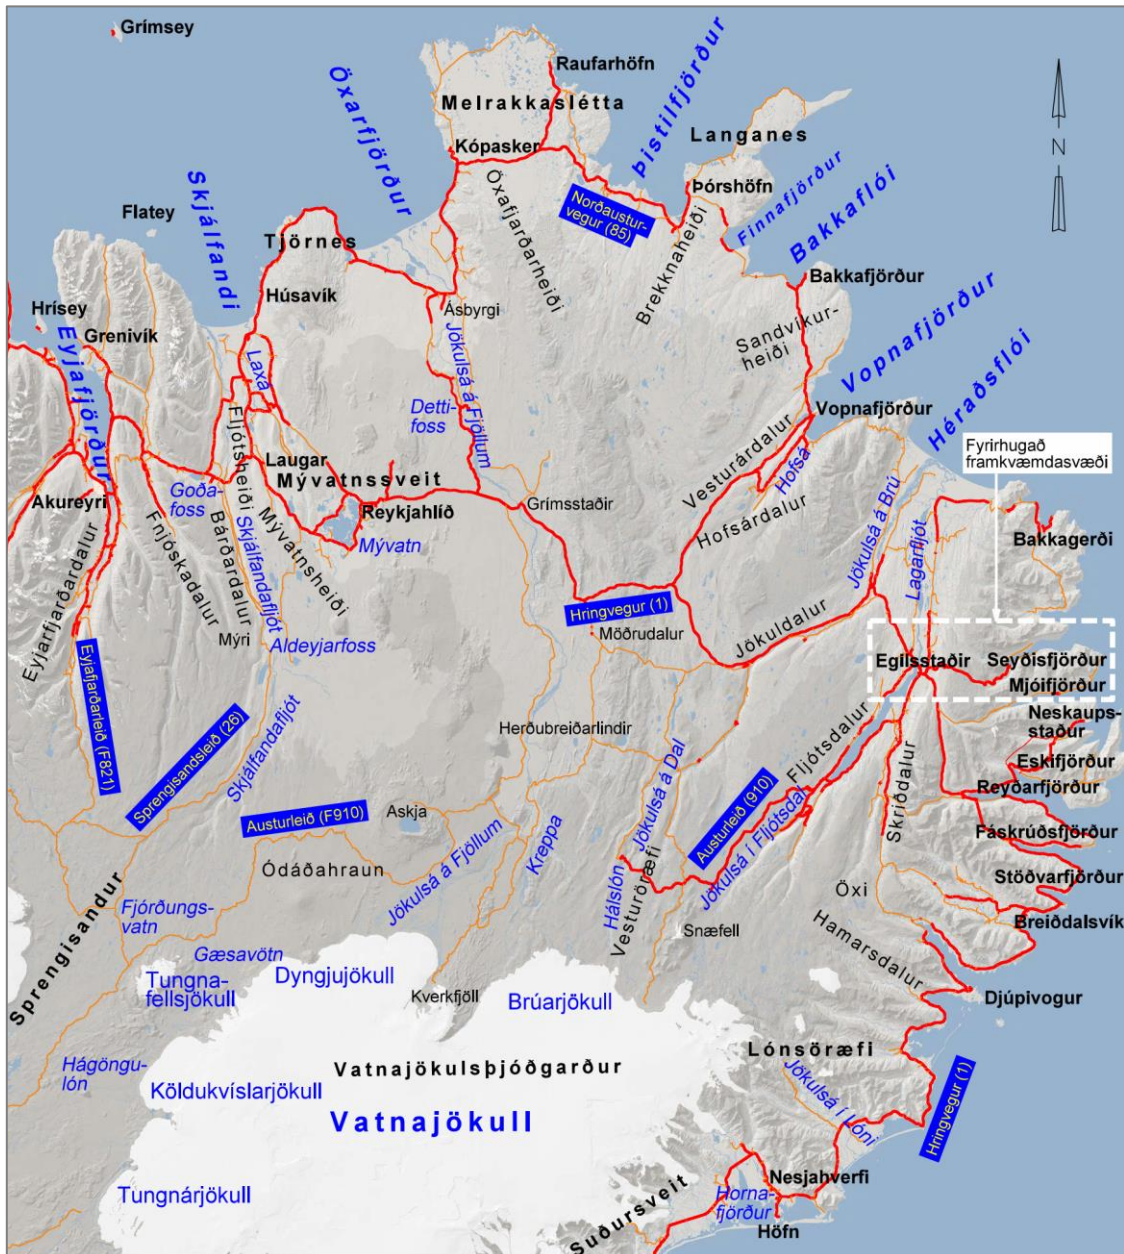 Grímsey
Raufarhöfn
Melrakkaslétta
Öxarfjörður
Þistilfjörður
Langanes
N
Kópasker
Þórshöfn
Flatey
Skjálfandi
Tjörnes
Öxafjarðarheiði
Norðaustur-
vegur (85)
Brekknaheiði
Finnafjörður
Bakkaflói
Bakkafjörður
Húsavík
Ásbyrgi
Hrísey
Grenivík
Eyjafjörður
Laxá
Jökulsá á Fjöllum
Sandvíkur-
heiði
Vopnafjörður
Héraðsflói
Detti-
foss
Vopnafjörður
Fyrirhugað
framkvæmdasvæði
Fljótsheiði
Laugar
Mývatnssveit
Vesturárdalur
Hofsá
Akureyri
Goða-
foss
Reykjahlíð
Grímsstaðir
Hofsárdalur
Jökulsá á Brú
Lagarfljót
Bakkagerði
Mývatn
Eyjarfjarðardalur
Fnjóskadalur
Bárðardalur
Skjálfandafljót
Mývatnsheiði
Hringvegur (1)
Möðrudalur
Jökuldalur
Mýri
Aldeyjarfoss
Egilsstaðir
Seyðisfjörður
Mjóifjörður
Eyjafjarðarleið (F821)
Sprengisandsleið (26)
Skjálfandafljót
Herðubreiðarlindir
Fljótsdalur
Neskaups-
staður
Eskifjörður
Reyðarfjörður
Austurleið (F910)
Askja
Jökulsá á Dal
Austurleið (910)
Jökulsá í Fljótsdal
Skriðdalur
Fáskrúðsfjörður
Ódáðahraun
Jökulsá á Fjöllum
Kreppa
Hálslón
Vesturöræfi
Stöðvarfjörður
Öxi
Sprengisandur
Fjórðungs-
vatn
Snæfell
Breiðdalsvík
Hamarsdalur
Gæsavötn
Tungna-
fellsjökull
Dyngjujökull
Kverkfjöll
Brúarjökull
Djúpivogur
Hágöngu-
lón
Köldukvíslarjökull
Vatnajökulsþjóðgarður
Lónsöræfi
Jökulsá í Lóni
Hringvegur (1)
Vatnajökull
Tungnárjökull
Suðursveit
Nesjahverfi
Horna-
fjörður
Höfn